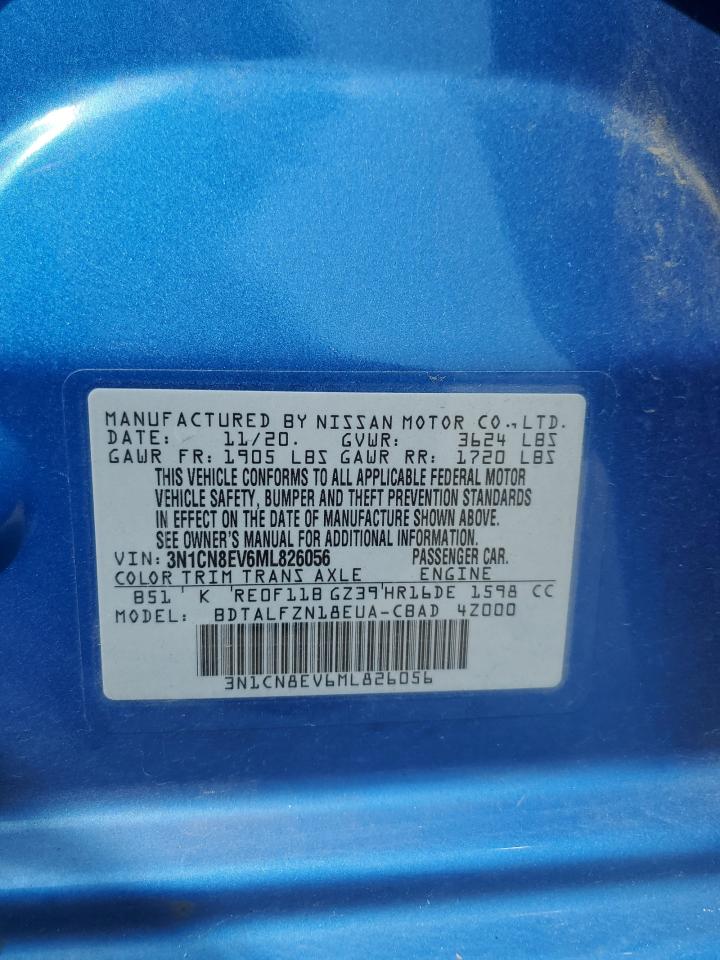 MANUFACTURED BY NISSAN MOTOR CO., LTD.
DATE: 11/20. GVWR: 3624 LBS
GAWR FR: 1905 LBS GAWR RR: 1720 LBS
THIS VEHICLE CONFORMS TO ALL APPLICABLE FEDERAL MOTOR
VEHICLE SAFETY, BUMPER AND THEFT PREVENTION STANDARDS
IN EFFECT ON THE DATE OF MANUFACTURE SHOWN ABOVE.
SEE OWNER'S MANUAL FOR ADDITIONAL INFORMATION.
VIN: 3N1CN8EV6ML826056 PASSENGER CAR.
COLOR TRIM TRANS AXLE ENGINE
B51 K RE0F11B GZ39 HR16DE 1598 CC
MODEL: BDTALFZN18EUA-CBAD 4Z000
3N1CN8EV6ML826056